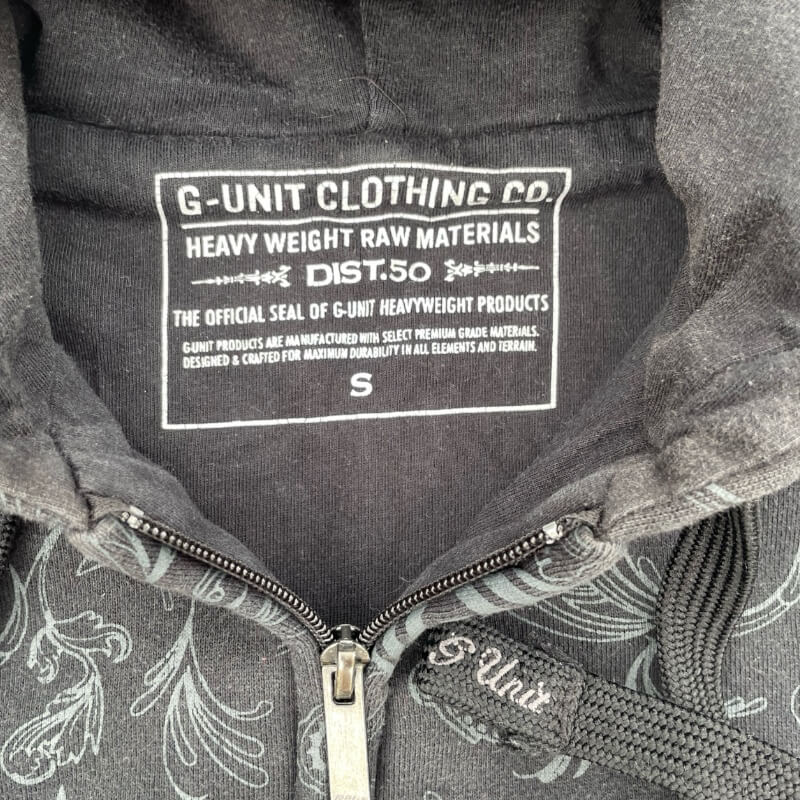 G-UNIT CLOTHING CO.
HEAVY WEIGHT RAW MATERIALS
DIST.50
THE OFFICIAL SEAL OF G-UNIT HEAVYWEIGHT PRODUCTS
G-UNIT PRODUCTS ARE MANUFACTURED WITH SELECT PREMIUM GRADE MATERIALS.
DESIGNED & CRAFTED FOR MAXIMUM DURABILITY IN ALL ELEMENTS AND TERRAIN.
S
G Unit